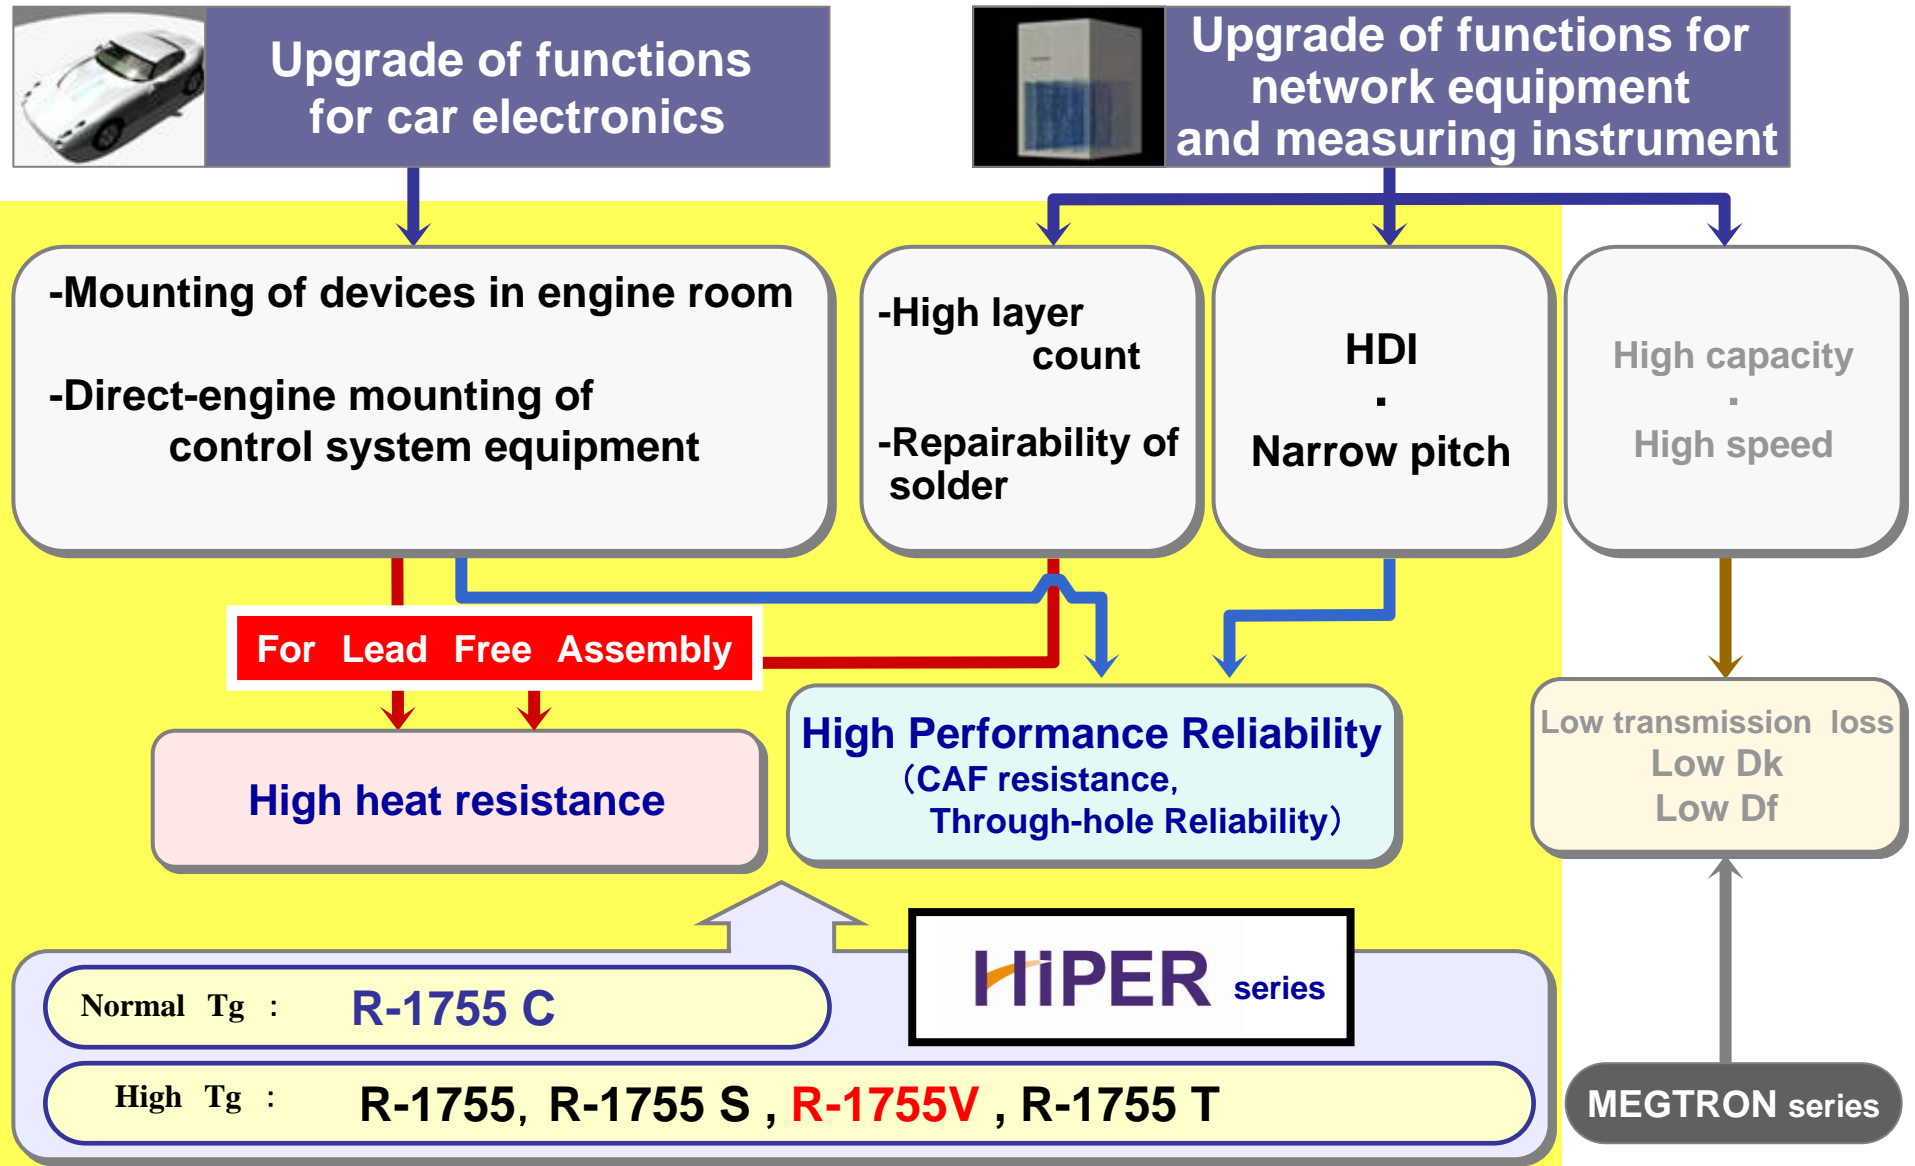 Upgrade of functions
for car electronics
Upgrade of functions for
network equipment
and measuring instrument
-Mounting of devices in engine room
-Direct-engine mounting of
control system equipment
-High layer
count
-Repairability of
solder
HDI
·
Narrow pitch
High capacity
·
High speed
For Lead Free Assembly
High heat resistance
High Performance Reliability
（CAF resistance,
Through-hole Reliability）
Low transmission loss
Low Dk
Low Df
HiPER series
Normal Tg : R-1755 C
High Tg : R-1755, R-1755 S , R-1755V , R-1755 T
MEGTRON series